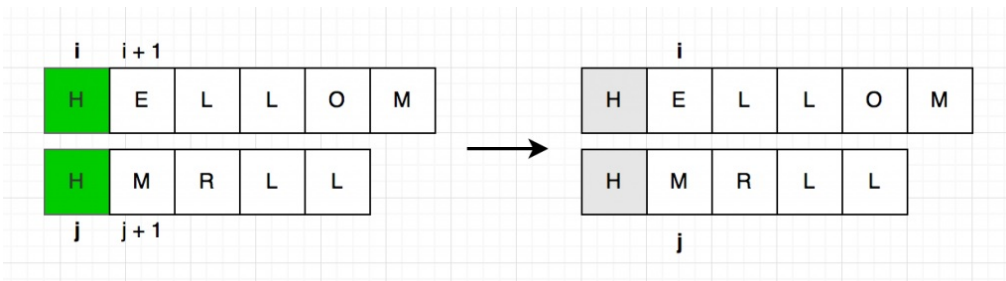 i i + 1
H E L L O M
H M R L L
j j + 1
i
H E L L O M
H M R L L
j